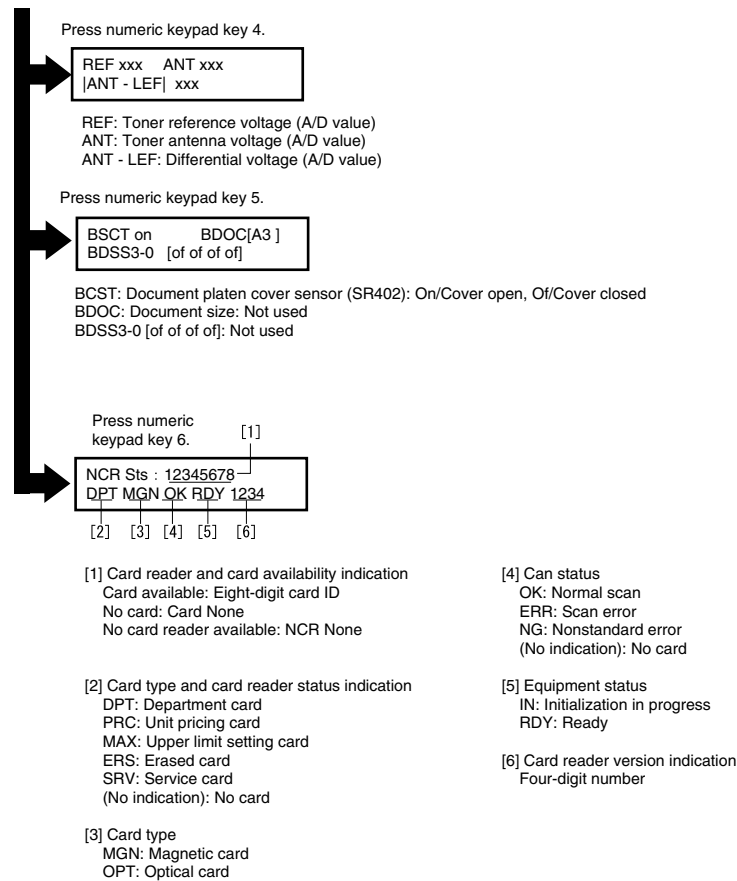 Press numeric keypad key 4.
REF xxx ANT xxx
|ANT - LEF| xxx
REF: Toner reference voltage (A/D value)
ANT: Toner antenna voltage (A/D value)
ANT - LEF: Differential voltage (A/D value)
Press numeric keypad key 5.
BSCT on BDOC[A3 ]
BDSS3-0 [of of of of]
BCST: Document platen cover sensor (SR402): On/Cover open, Of/Cover closed
BDOC: Document size: Not used
BDSS3-0 [of of of of]: Not used
Press numeric
keypad key 6.
[1]
NCR Sts : 12345678
DPT MGN OK RDY 1234
[2] [3] [4] [5] [6]
[1] Card reader and card availability indication
Card available: Eight-digit card ID
No card: Card None
No card reader available: NCR None
[2] Card type and card reader status indication
DPT: Department card
PRC: Unit pricing card
MAX: Upper limit setting card
ERS: Erased card
SRV: Service card
(No indication): No card
[3] Card type
MGN: Magnetic card
OPT: Optical card
[4] Can status
OK: Normal scan
ERR: Scan error
NG: Nonstandard error
(No indication): No card
[5] Equipment status
IN: Initialization in progress
RDY: Ready
[6] Card reader version indication
Four-digit number